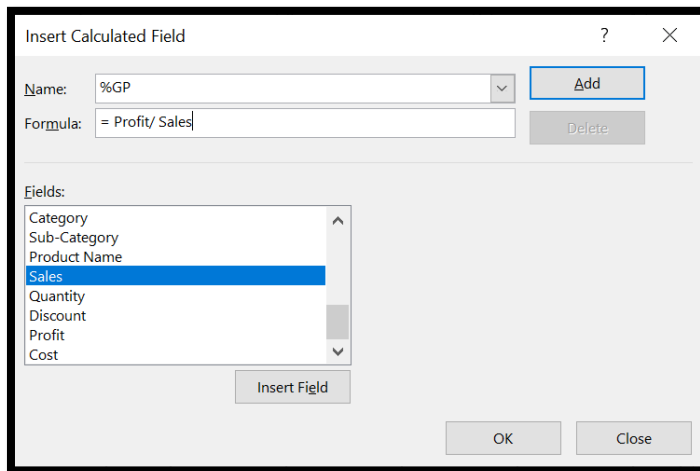 Insert Calculated Field ?
Name: %GP Add
Formula: = Profit/ Sales Delete
Fields:
Category
Sub-Category
Product Name
Sales
Quantity
Discount
Profit
Cost
Insert Field
OK Close